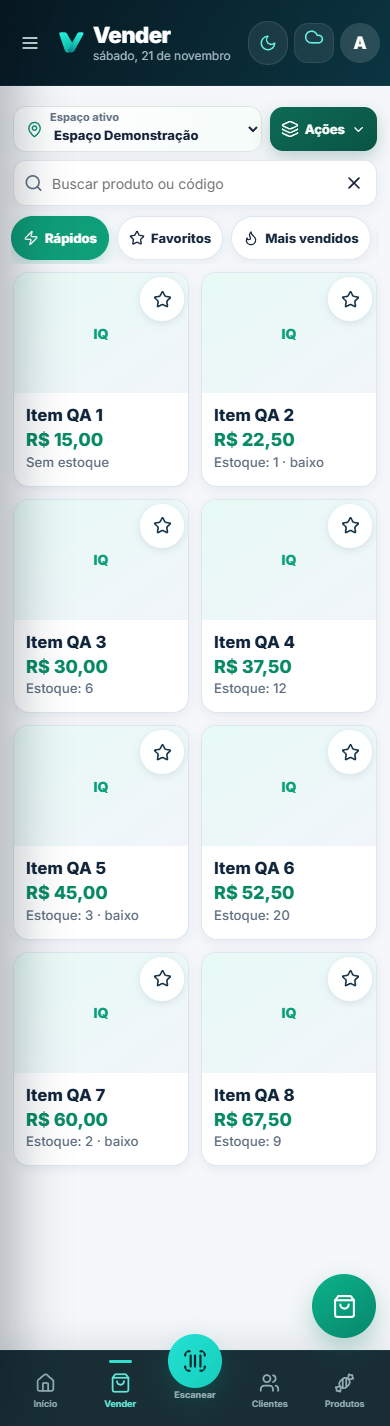 Vender
sábado, 21 de novembro
A
Espaço ativo
Espaço Demonstração
Ações
Buscar produto ou código
Rápidos
Favoritos
Mais vendidos
IQ
IQ
Item QA 1
R$ 15,00
Sem estoque
Item QA 2
R$ 22,50
Estoque: 1 · baixo
IQ
IQ
Item QA 3
R$ 30,00
Estoque: 6
Item QA 4
R$ 37,50
Estoque: 12
IQ
IQ
Item QA 5
R$ 45,00
Estoque: 3 · baixo
Item QA 6
R$ 52,50
Estoque: 20
IQ
IQ
Item QA 7
R$ 60,00
Estoque: 2 · baixo
Item QA 8
R$ 67,50
Estoque: 9
Início
Vender
Escanear
Clientes
Produtos